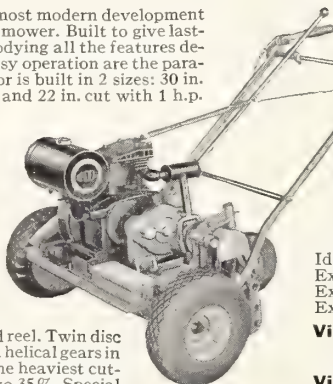 most modern development
mower. Built to give last-
odying all the features de-
sy operation are the para-
or is built in 2 sizes: 30 in.
and 22 in. cut with 1 h.p.
d reel. Twin disc
helical gears in
ne heaviest cut-
35%. Special
Id
Ex
Ex
Ex
Vi
Vi